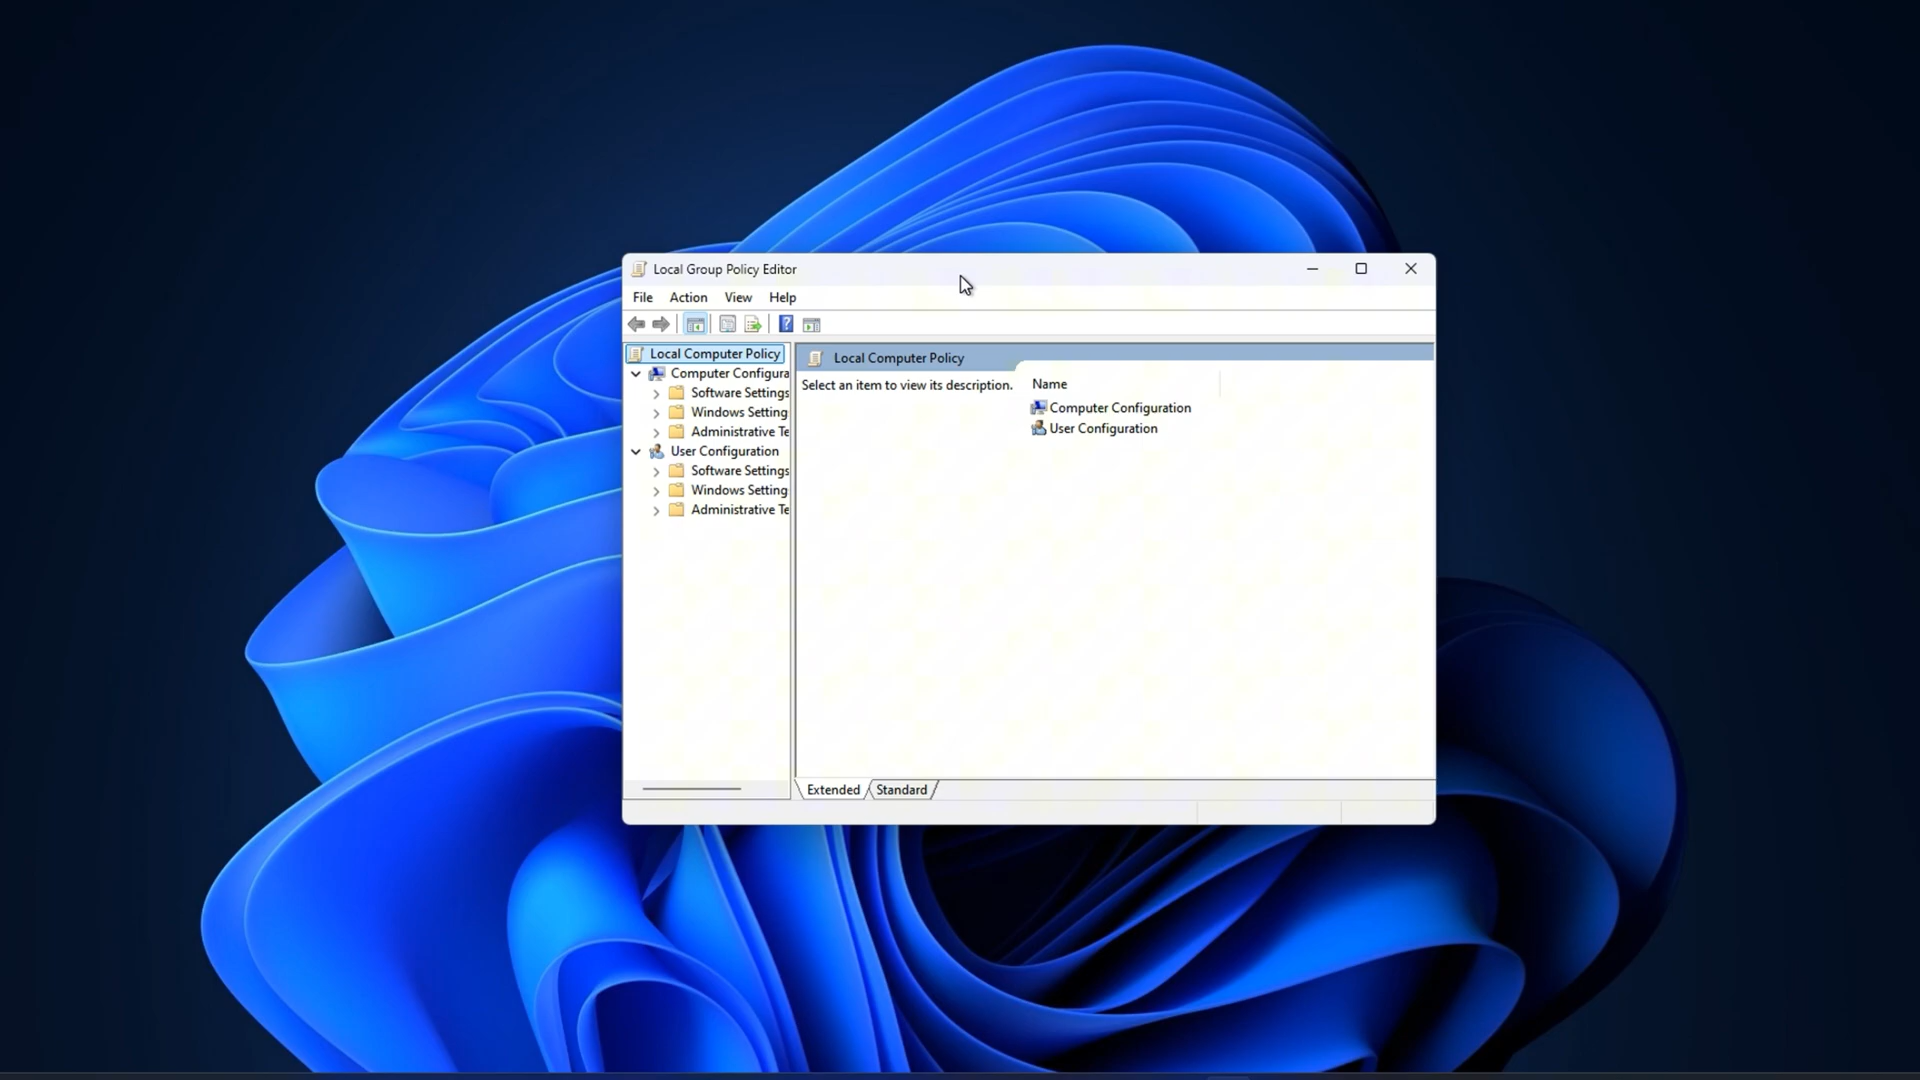 Local Group Policy Editor
File Action View Help
Local Computer Policy
Computer Configura
Software Settings
Windows Setting
Administrative Te
User Configuration
Software Settings
Windows Setting
Administrative Te
Local Computer Policy
Select an item to view its description.
Name
Computer Configuration
User Configuration
Extended Standard